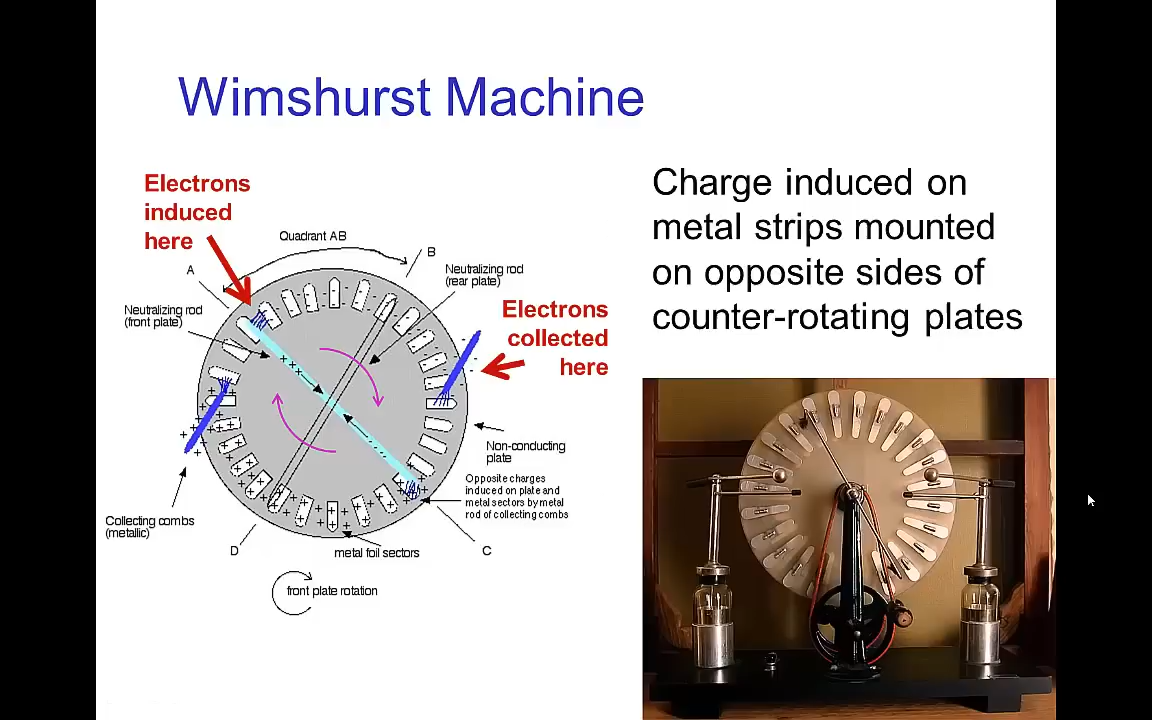 Wimshurst Machine
Electrons
induced
here
Charge induced on
metal strips mounted
on opposite sides of
counter-rotating plates
Quadrant AB
A
B
Neutralizing rod
(rear plate)
Neutralizing rod
(front plate)
Electrons
collected
here
Non-conducting
plate
Opposite charges
induced on plate and
metal sectors by metal
rod of collecting combs
Collecting combs
(metallic)
D
metal foil sectors
C
front plate rotation